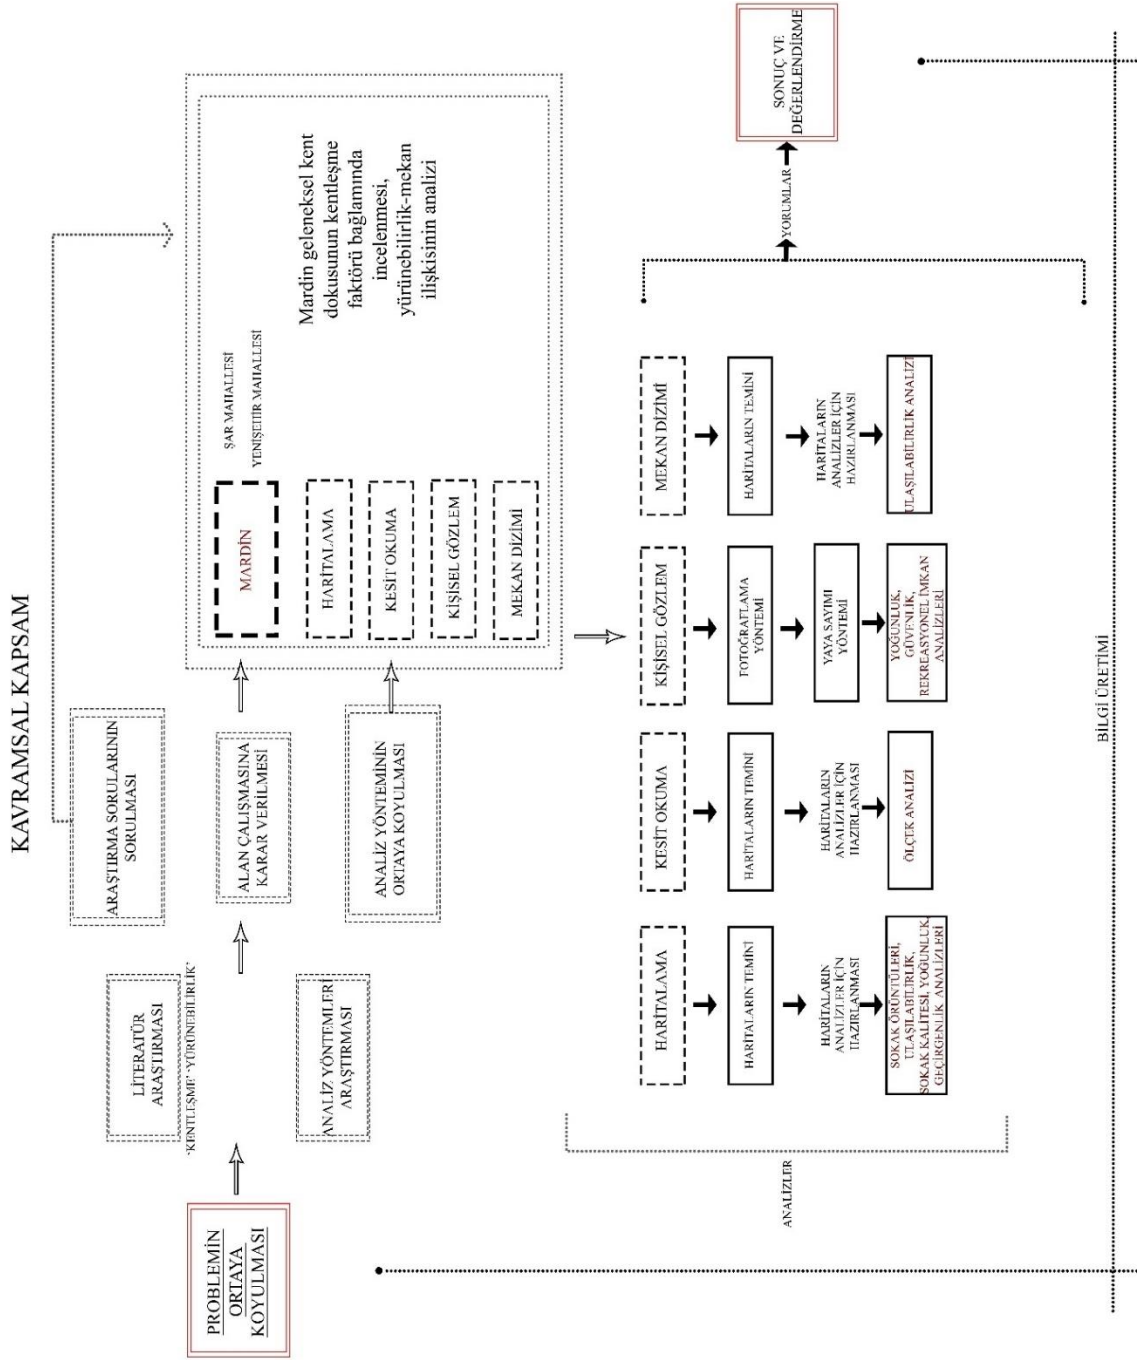 KAVRAMSAL KAPSAM
PROBLEMİN
ORTAYA
KOYULMASI
LİTERATÜR
ARAŞTIRMASI
'KENTLEŞME' 'YÜRÜNEBİLİRLİK'
ANALİZ YÖNTEMLERİ
ARAŞTIRMASI
ARAŞTIRMA SORULARININ
SORULMASI
ALAN ÇALIŞMASINA
KARAR VERİLMESİ
ANALİZ YÖNTEMİNİN
ORTAYA KOYULMASI
MARDİN
ŞAR MAHALLESİ
YENİŞEHİR MAHALLESİ
HARİTALAMA
KESİT OKUMA
KİŞİSEL GÖZLEM
MEKAN DİZİMİ
Mardin geleneksel kent
dokusunun kentleşme
faktörü bağlamında
incelenmesi,
yürünebilirlik-mekan
ilişkisinin analizi
ANALİZLER
HARİTALAMA
HARİTALARIN TEMİNİ
HARİTALARIN
ANALİZLER İÇİN
HAZIRLANMASI
SOKAK ÖRÜNTÜLERİ,
ULAŞILABİLİRLİK,
SOKAK KALİTESİ, YOĞUNLUK,
GEÇİRGENLİK ANALİZLERİ
KESİT OKUMA
HARİTALARIN TEMİNİ
HARİTALARIN
ANALİZLER İÇİN
HAZIRLANMASI
ÖLÇEK ANALİZİ
KİŞİSEL GÖZLEM
FOTOĞRAFLAMA
YÖNTEMİ
YAYA SAYIMI
YÖNTEMİ
YOĞUNLUK,
GÜVENLİK,
REKREASYONEL İMKAN
ANALİZLERİ
MEKAN DİZİMİ
HARİTALARIN TEMİNİ
HARİTALARIN
ANALİZLER İÇİN
HAZIRLANMASI
ULAŞILABİLİRLİK ANALİZİ
YORUMLAR
SONUÇ VE
DEĞERLENDİRME
BİLGİ ÜRETİMİ